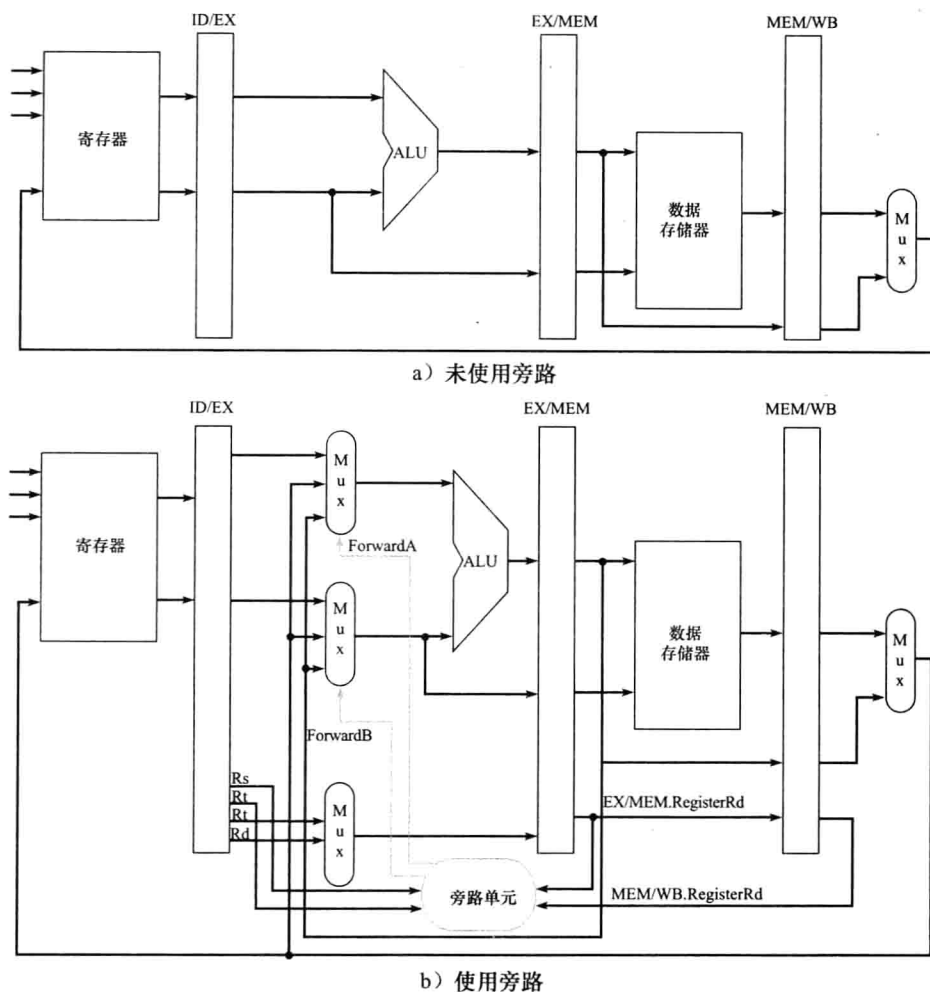 ID/EX
EX/MEM
MEM/WB
寄存器
ALU
数据
存储器
M
u
x
a）未使用旁路
ID/EX
EX/MEM
MEM/WB
M
u
x
寄存器
ForwardA
ALU
M
u
x
数据
存储器
M
u
x
ForwardB
Rs
Rt
Rt
Rd
M
u
x
EX/MEM.RegisterRd
旁路单元
MEM/WB.RegisterRd
b）使用旁路